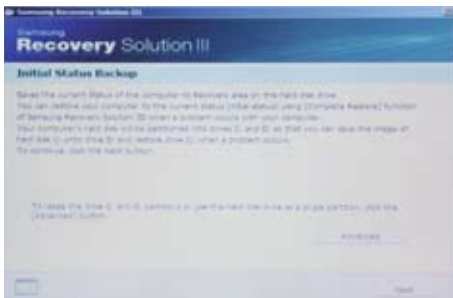 Samsung Recovery Solution III
Samsung
Recovery Solution III
Initial Status Backup
Saves the current status of the computer to Recovery area on the hard disk drive.
You can restore your computer to the current status (initial status) using [Complete Restore] function
of Samsung Recovery Solution III when a problem occurs with your computer.
Your computer's hard disk will be partitioned into drives C: and D: so that you can save the image of
hard disk C: onto drive D: and restore drive C: when a problem occurs.
To continue, click the Next button.
To resize the drive C: and D: partitions or use the hard disk drive as a single partition, click the
[Advanced] button.
Advanced
Next